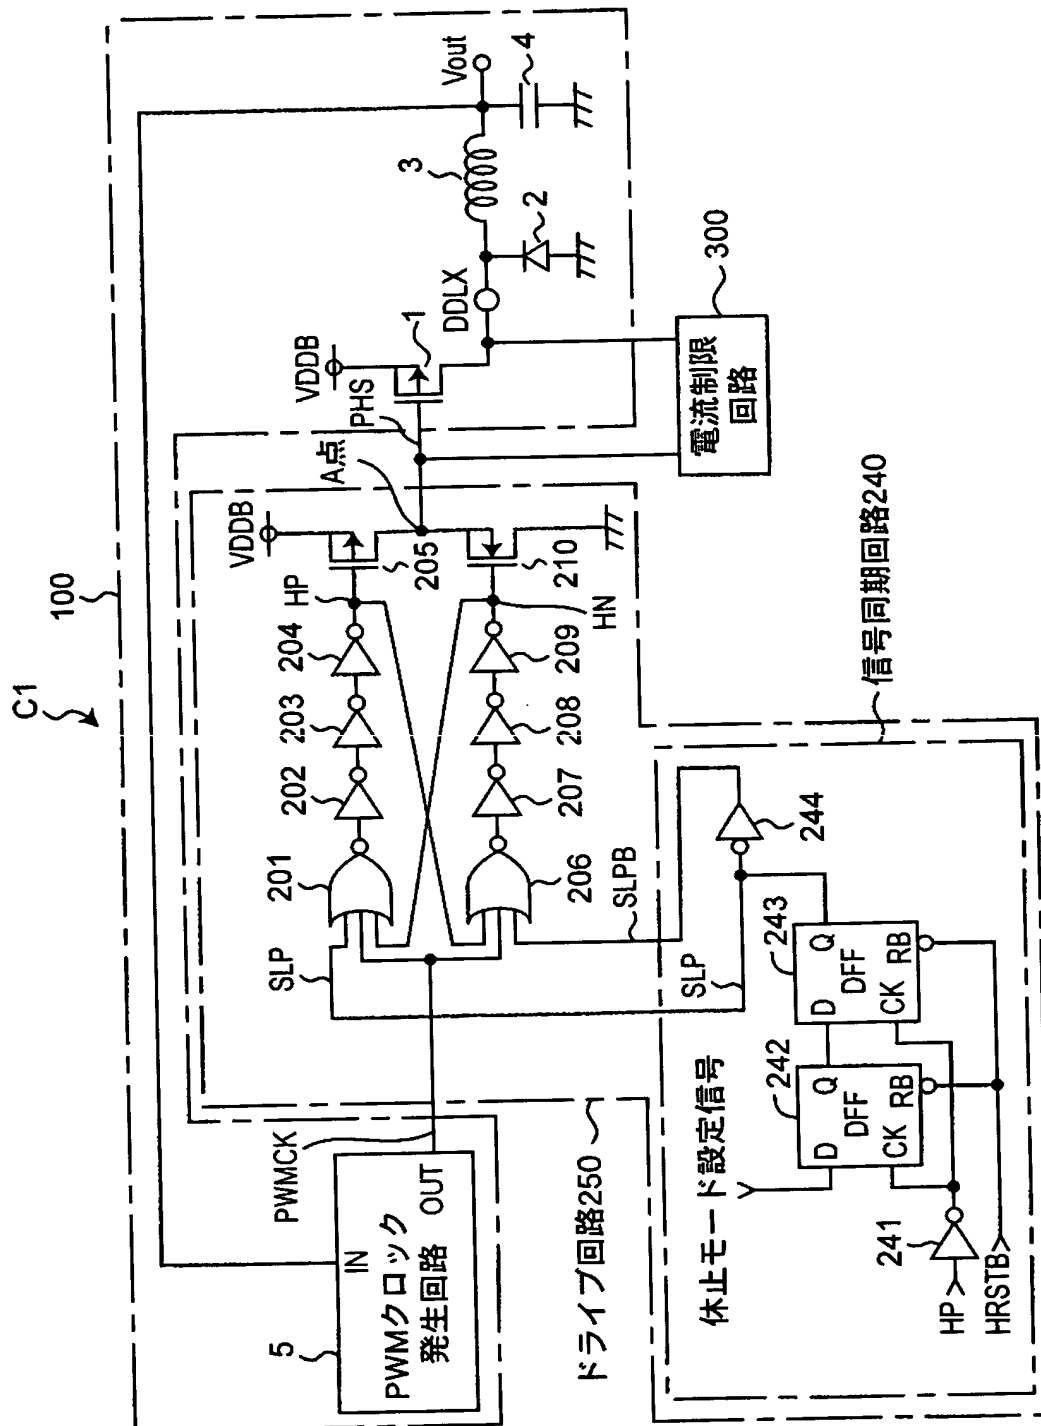 C1
100
5
PWMクロック
発生回路
IN
OUT
PWMCK
SLP
201
202
203
204
HP
VDDB
205
A点
PHS
VDDB
1
DDLX
2
3
Vout
4
206
207
208
209
HN
210
300
電流制限
回路
SLPB
ドライブ回路250
信号同期回路240
休止モード設定信号
HP
HRSTB
241
242
D
Q
DFF
CK
RB
243
D
Q
DFF
CK
RB
SLP
244